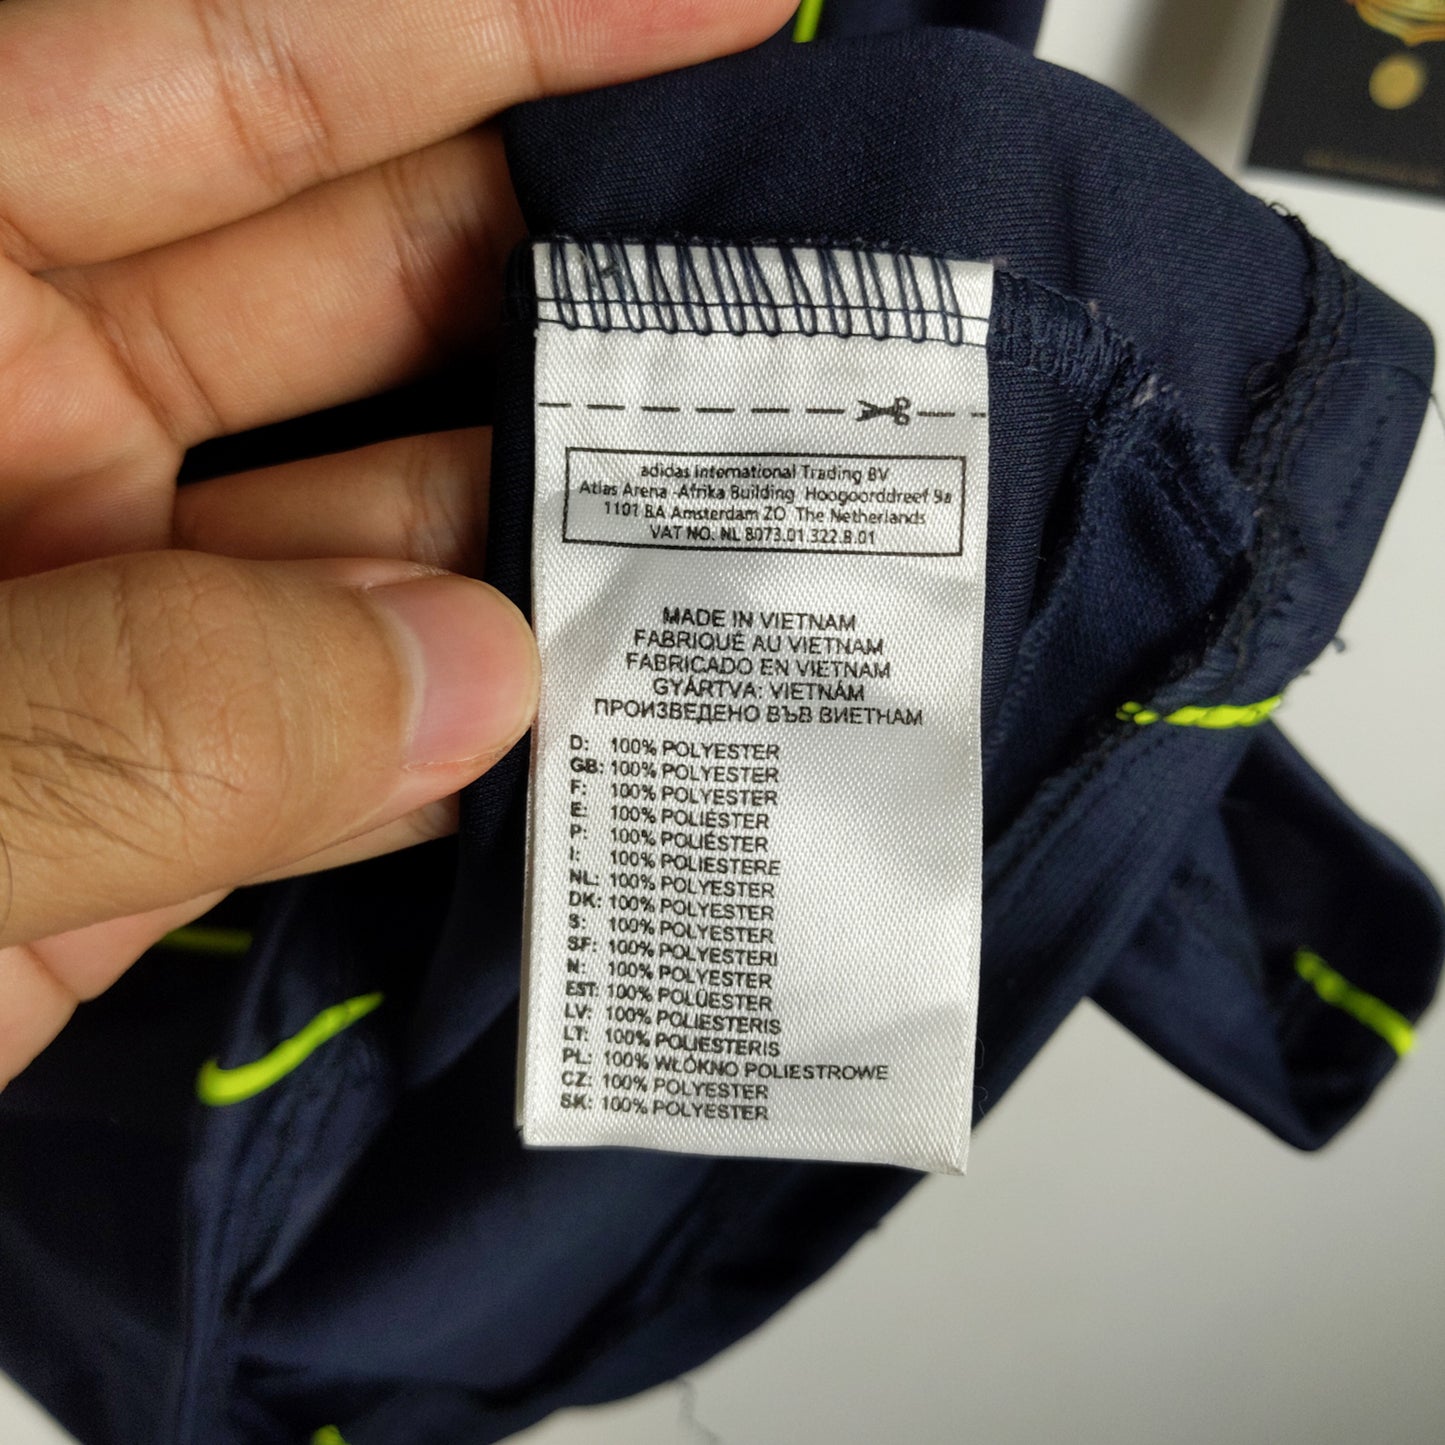 adidas International Trading BV
Atlas Arena -Afrika Building, Hoogoorddreef 9a
1101 BA Amsterdam ZO, The Netherlands
VAT NO: NL 8073.01.322.B.01
MADE IN VIETNAM
FABRIQUÉ AU VIETNAM
FABRICADO EN VIETNAM
GYÁRTVA: VIETNÁM
ПРОИЗВЕДЕНО ВЪВ ВИЕТНАМ
D: 100% POLYESTER
GB: 100% POLYESTER
F: 100% POLYESTER
E: 100% POLIÉSTER
P: 100% POLIÉSTER
I: 100% POLIESTERE
NL: 100% POLYESTER
DK: 100% POLYESTER
S: 100% POLYESTER
SF: 100% POLYESTERI
N: 100% POLYESTER
EST: 100% POLÜESTER
LV: 100% POLIESTERIS
LT: 100% POLIESTERIS
PL: 100% WŁÓKNO POLIESTROWE
CZ: 100% POLYESTER
SK: 100% POLYESTER